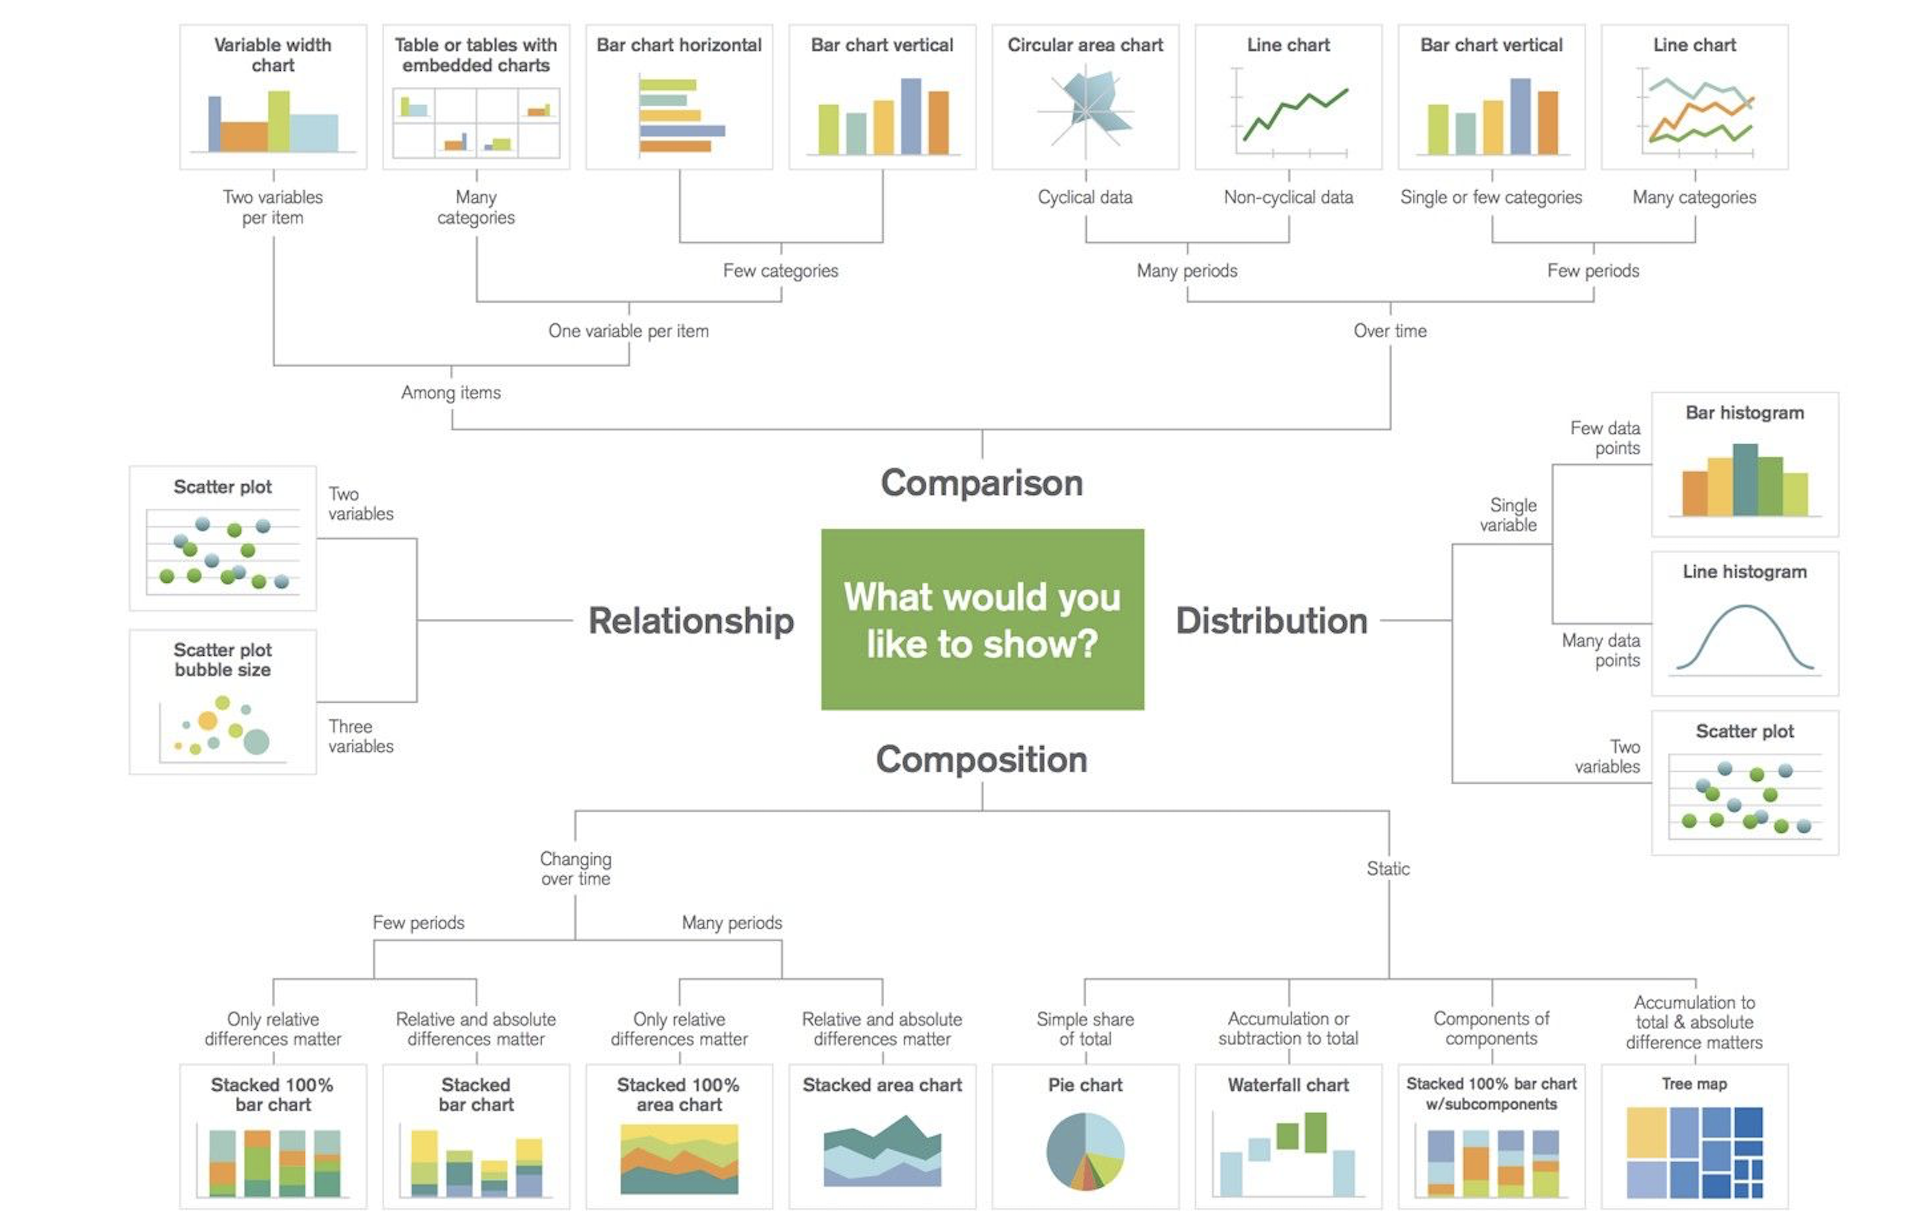 Variable width
chart
Table or tables with
embedded charts
Bar chart horizontal
Bar chart vertical
Circular area chart
Line chart
Bar chart vertical
Line chart
Two variables
per item
Many
categories
Cyclical data
Non-cyclical data
Single or few categories
Many categories
Few categories
Many periods
Few periods
One variable per item
Over time
Among items
Comparison
Scatter plot
Two
variables
Scatter plot
bubble size
Three
variables
Relationship
What would you
like to show?
Distribution
Single
variable
Few data
points
Bar histogram
Line histogram
Many data
points
Two
variables
Scatter plot
Composition
Changing
over time
Static
Few periods
Many periods
Only relative
differences matter
Relative and absolute
differences matter
Only relative
differences matter
Relative and absolute
differences matter
Simple share
of total
Accumulation or
subtraction to total
Components of
components
Accumulation to
total & absolute
difference matters
Stacked 100%
bar chart
Stacked
bar chart
Stacked 100%
area chart
Stacked area chart
Pie chart
Waterfall chart
Stacked 100% bar chart
w/subcomponents
Tree map